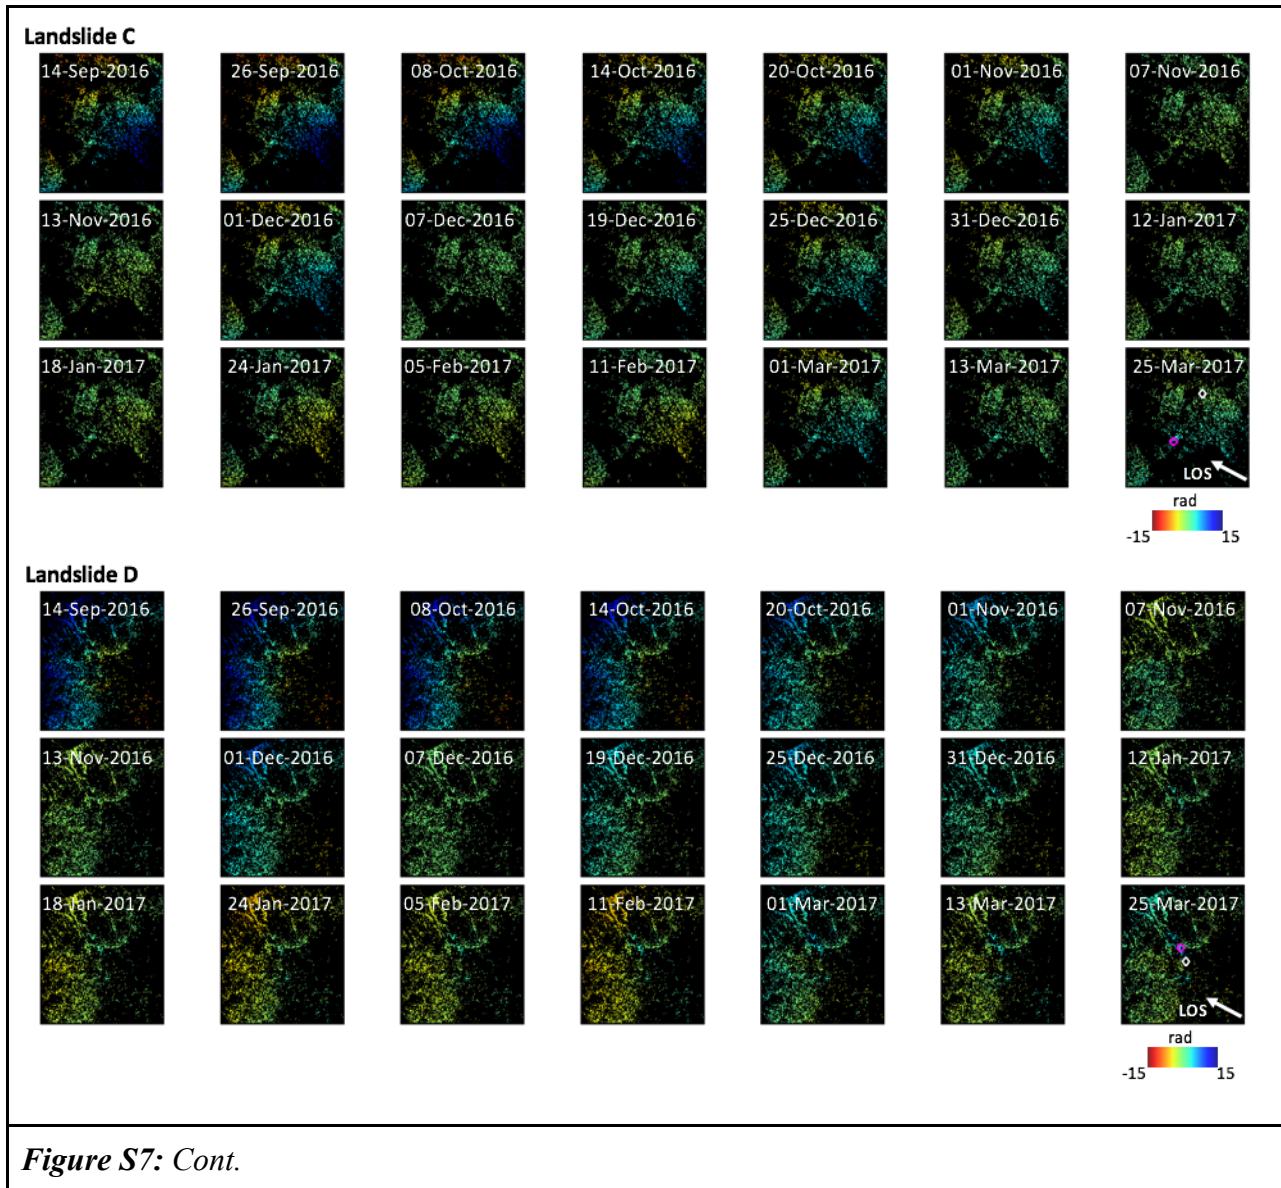 Landslide C
14-Sep-2016 26-Sep-2016 08-Oct-2016 14-Oct-2016 20-Oct-2016 01-Nov-2016 07-Nov-2016
13-Nov-2016 01-Dec-2016 07-Dec-2016 19-Dec-2016 25-Dec-2016 31-Dec-2016 12-Jan-2017
18-Jan-2017 24-Jan-2017 05-Feb-2017 11-Feb-2017 01-Mar-2017 13-Mar-2017 25-Mar-2017
LOS
rad
-15 15
Landslide D
14-Sep-2016 26-Sep-2016 08-Oct-2016 14-Oct-2016 20-Oct-2016 01-Nov-2016 07-Nov-2016
13-Nov-2016 01-Dec-2016 07-Dec-2016 19-Dec-2016 25-Dec-2016 31-Dec-2016 12-Jan-2017
18-Jan-2017 24-Jan-2017 05-Feb-2017 11-Feb-2017 01-Mar-2017 13-Mar-2017 25-Mar-2017
LOS
rad
-15 15
Figure S7: Cont.